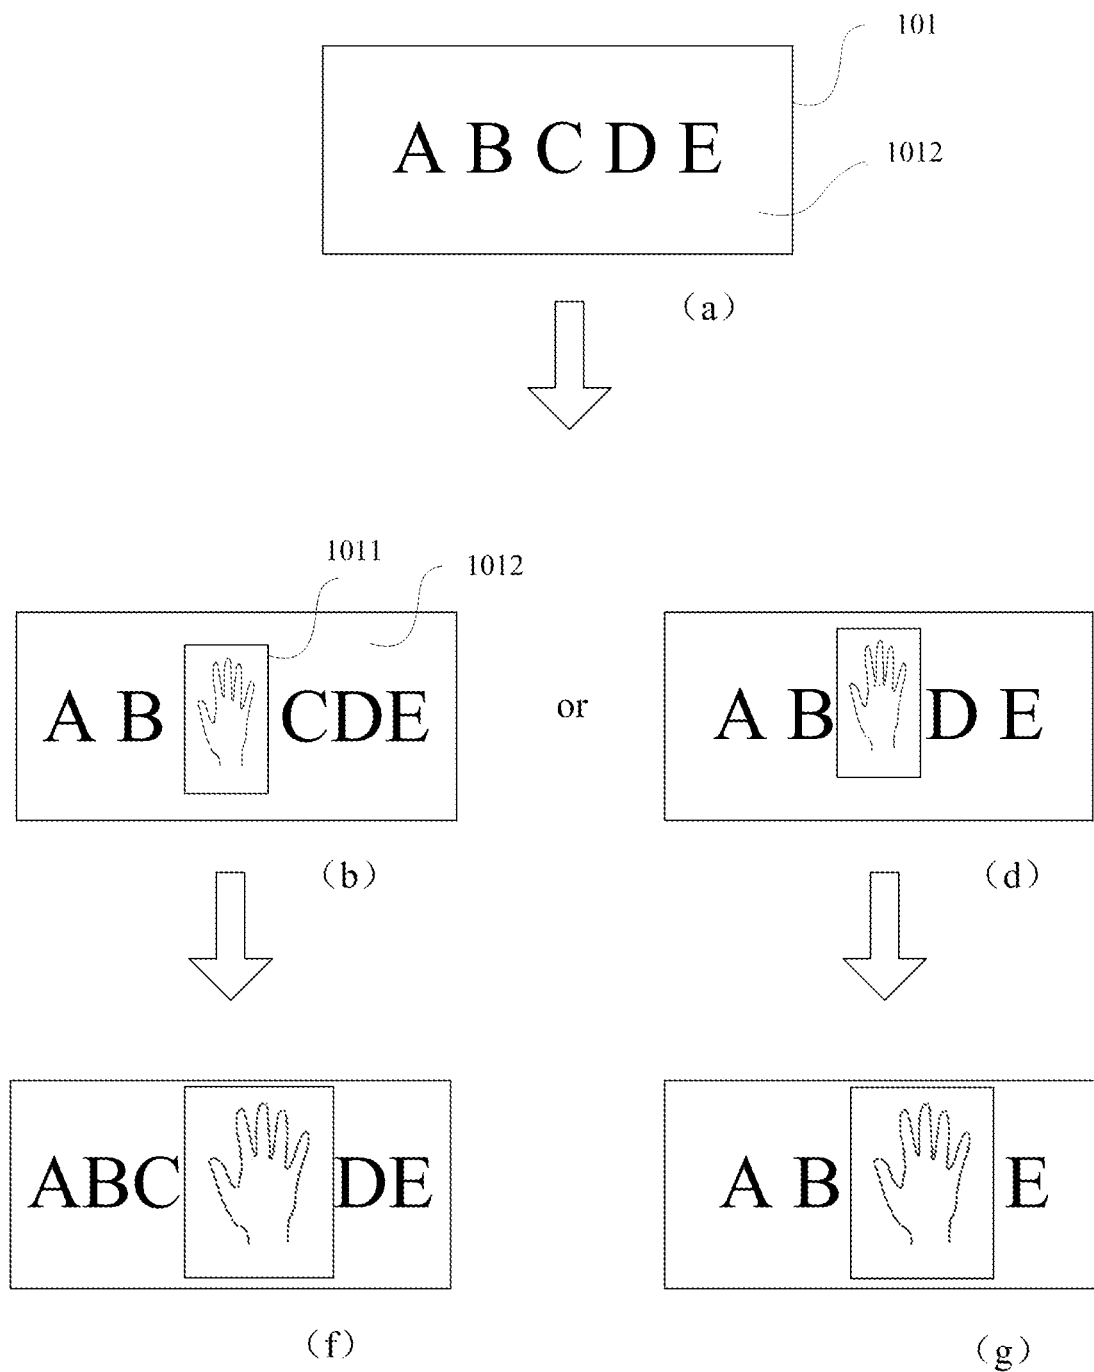 101
A B C D E
1012
（a）
1011
1012
A B CDE
or
A B D E
（b）
（d）
ABC DE
A B E
（f）
（g）